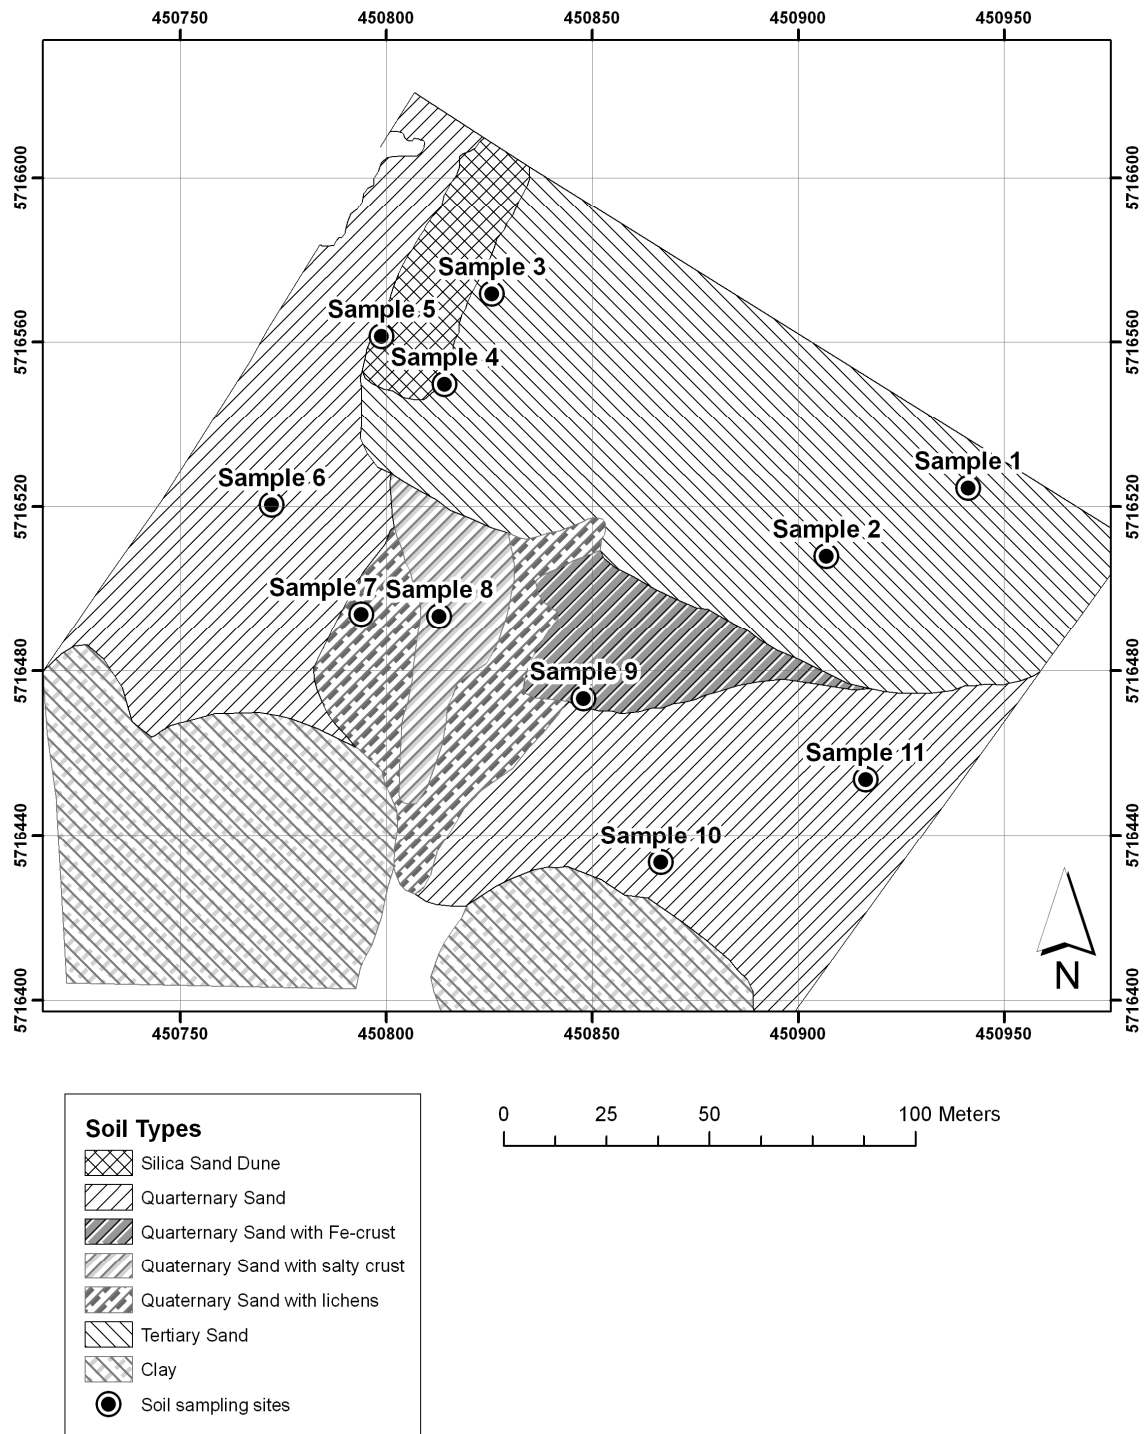 450750 450800 450850 450900 450950
5716600 5716600
Sample 3
Sample 5
5716560 5716560
Sample 4
Sample 1
Sample 6
5716520 5716520
Sample 2
Sample 7 Sample 8
5716480 5716480
Sample 9
Sample 11
5716440 5716440
Sample 10
N
5716400 5716400
450750 450800 450850 450900 450950
0 25 50 100 Meters
Soil Types
Silica Sand Dune
Quarternary Sand
Quarternary Sand with Fe-crust
Quaternary Sand with salty crust
Quaternary Sand with lichens
Tertiary Sand
Clay
Soil sampling sites